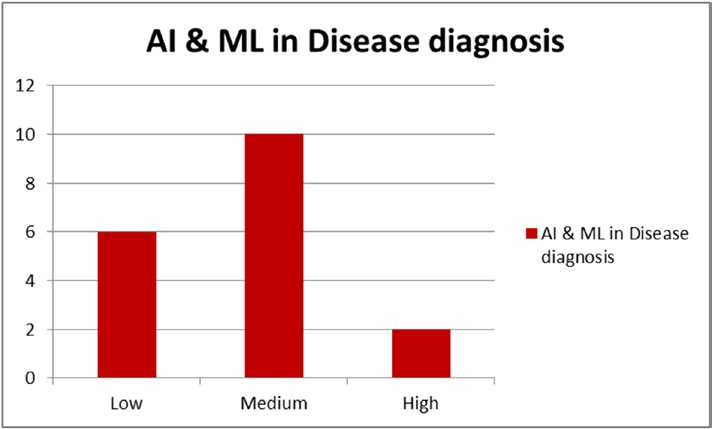 AI & ML in Disease diagnosis
12
10
8
6
4
2
0
Low Medium High
AI & ML in Disease
diagnosis